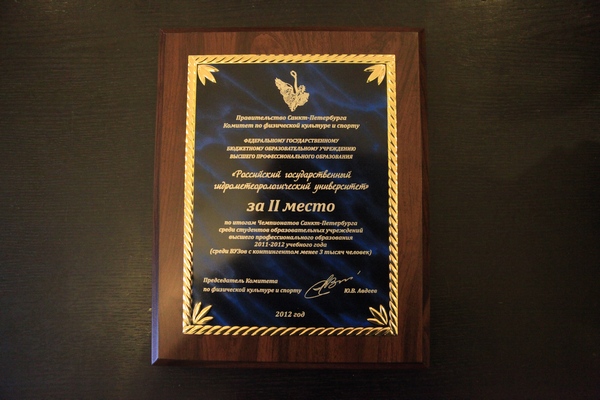 Правительство Санкт-Петербурга
Комитет по физической культуре и спорту
ФЕДЕРАЛЬНОМУ ГОСУДАРСТВЕННОМУ
БЮДЖЕТНОМУ ОБРАЗОВАТЕЛЬНОМУ УЧРЕЖДЕНИЮ
ВЫСШЕГО ПРОФЕССИОНАЛЬНОГО ОБРАЗОВАНИЯ
«Российский государственный
гидрометеорологический университет»
за II место
по итогам Чемпионатов Санкт-Петербурга
среди студентов образовательных учреждений
высшего профессионального образования
2011-2012 учебного года
(среди ВУЗов с контингентом менее 3 тысяч человек)
Председатель Комитета
по физической культуре и спорту Ю.В. Авдеев
2012 год